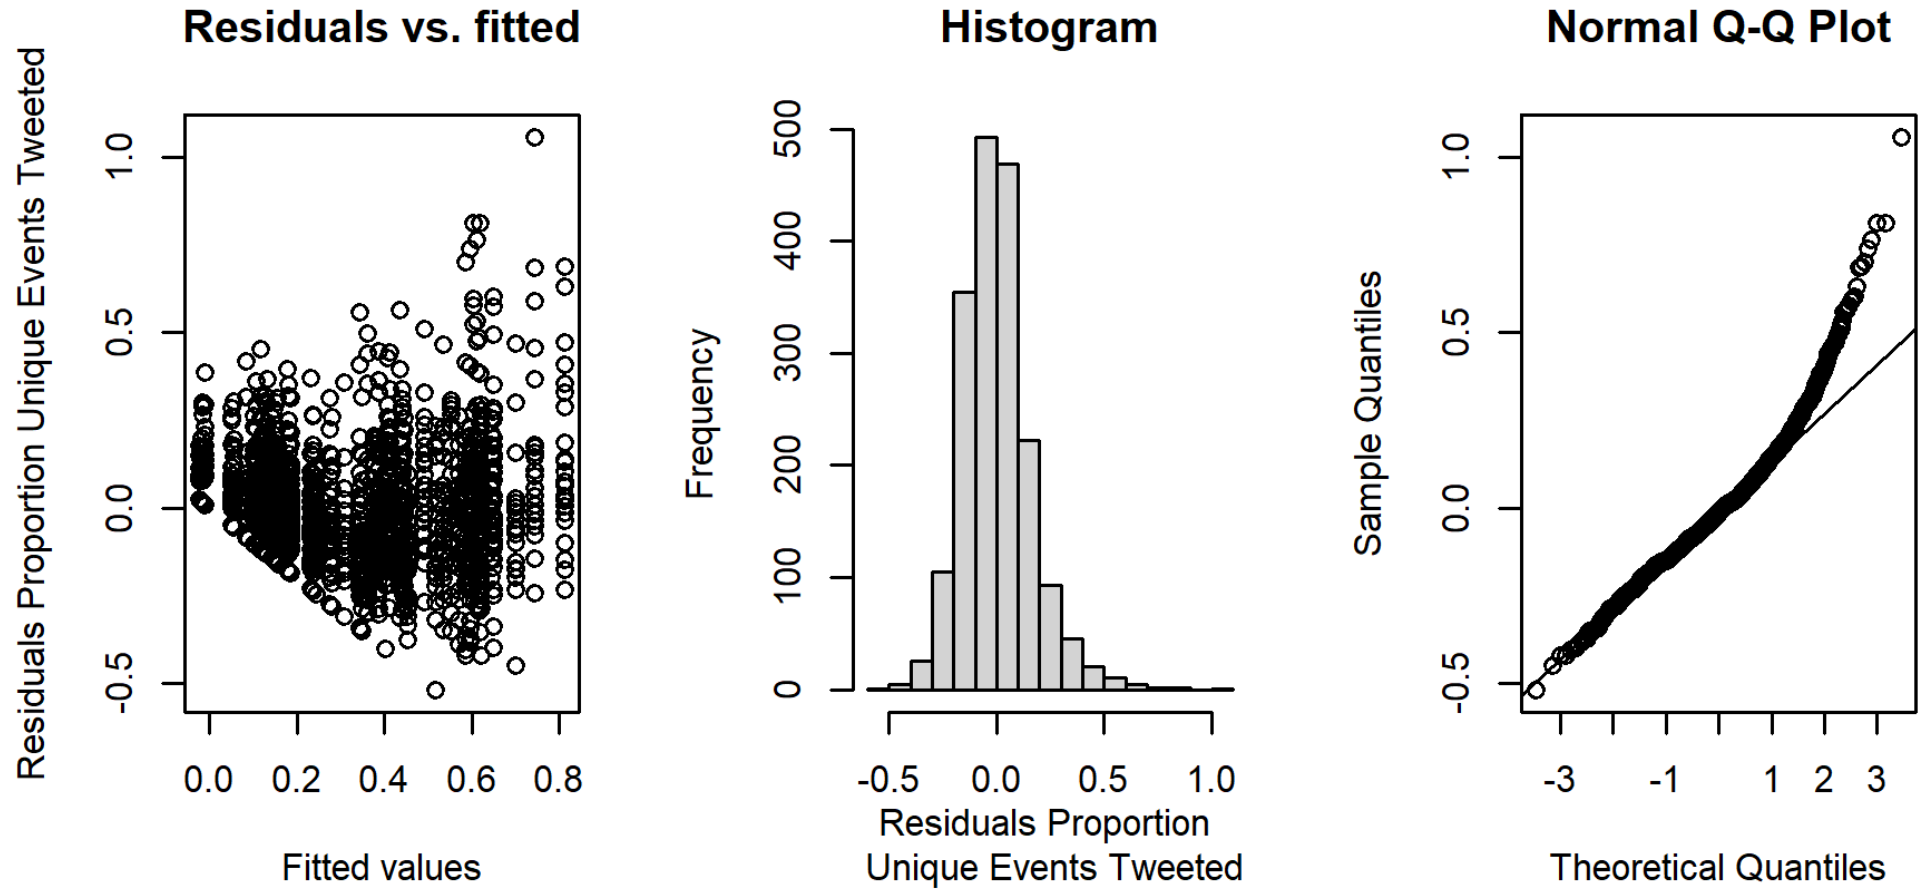 Residuals vs. fitted
Residuals Proportion Unique Events Tweeted
1.0
0.5
0.0
-0.5
0.0 0.2 0.4 0.6 0.8
Fitted values
Histogram
Frequency
500
400
300
200
100
0
-0.5 0.0 0.5 1.0
Residuals Proportion
Unique Events Tweeted
Normal Q-Q Plot
Sample Quantiles
1.0
0.5
0.0
-0.5
-3 -1 1 2 3
Theoretical Quantiles